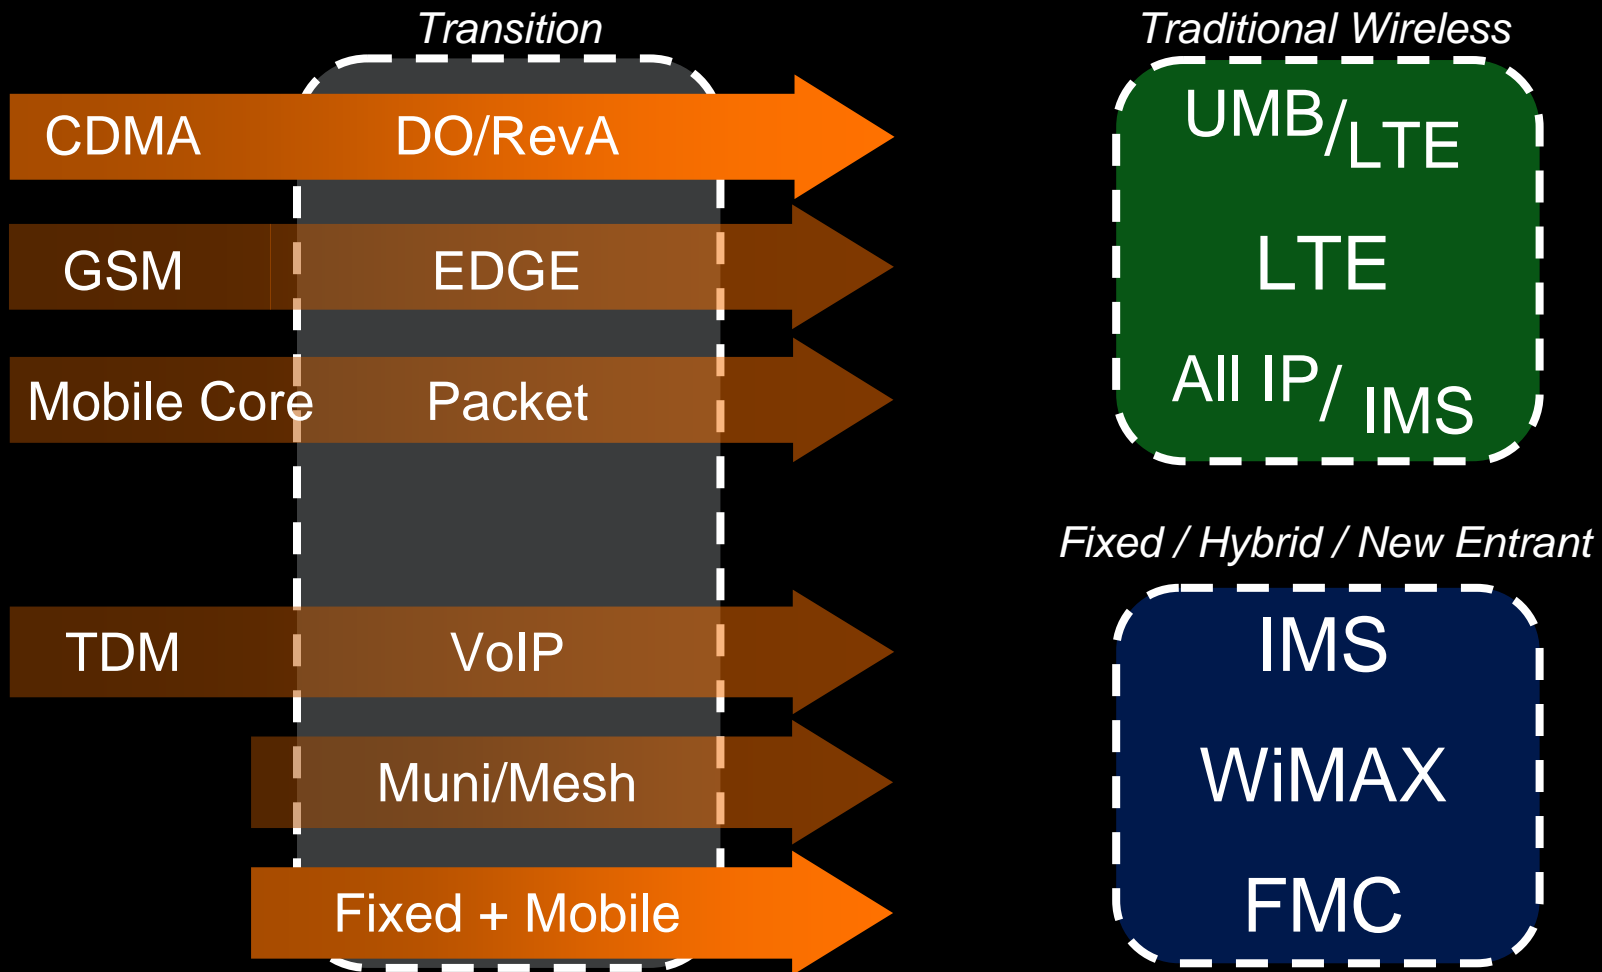 Transition
Traditional Wireless
CDMA DO/RevA UMB/LTE
GSM EDGE LTE
Mobile Core Packet All IP/ IMS
Fixed / Hybrid / New Entrant
TDM VoIP IMS
Muni/Mesh WiMAX
Fixed + Mobile FMC